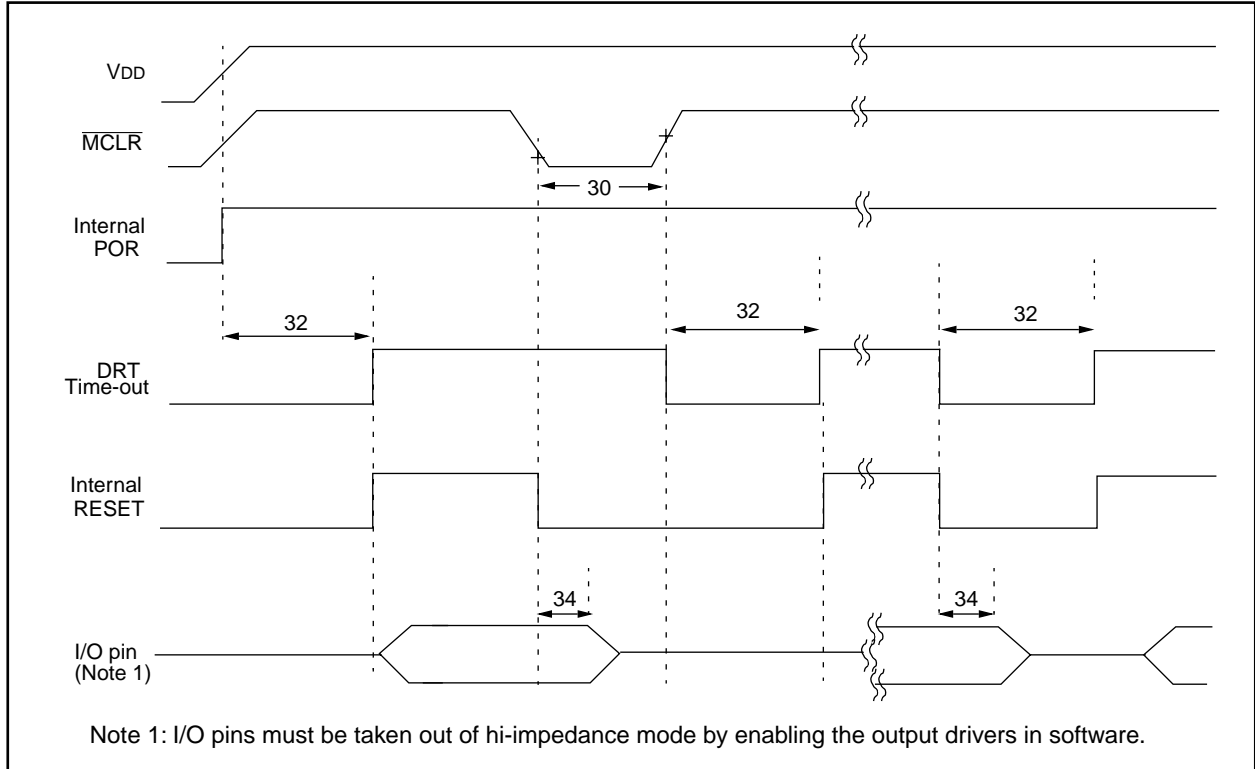 VDD
MCLR
30
Internal
POR
32
32
32
DRT
Time-out
Internal
RESET
34
34
I/O pin
(Note 1)
Note 1: I/O pins must be taken out of hi-impedance mode by enabling the output drivers in software.